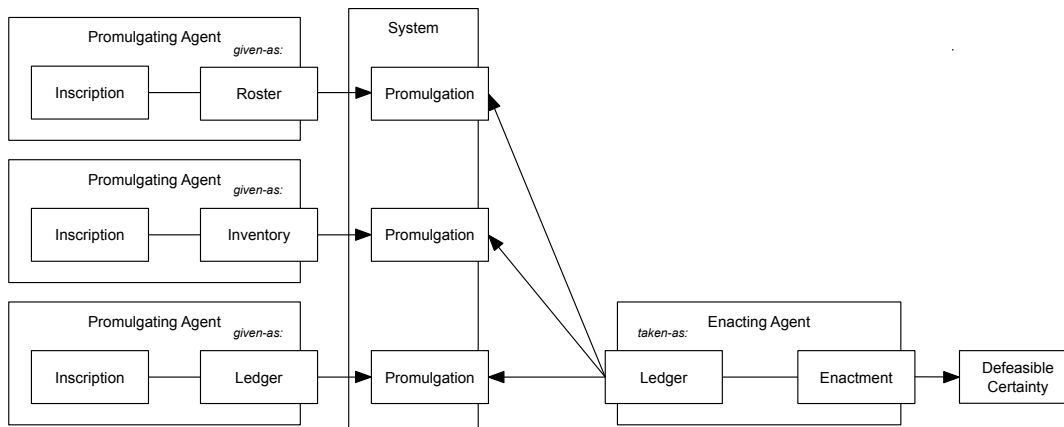 Promulgating Agent
given-as:
Inscription
Roster
System
Promulgation
Promulgating Agent
given-as:
Inscription
Inventory
Promulgation
Promulgating Agent
given-as:
Inscription
Ledger
Promulgation
Enacting Agent
taken-as:
Ledger
Enactment
Defeasible
Certainty